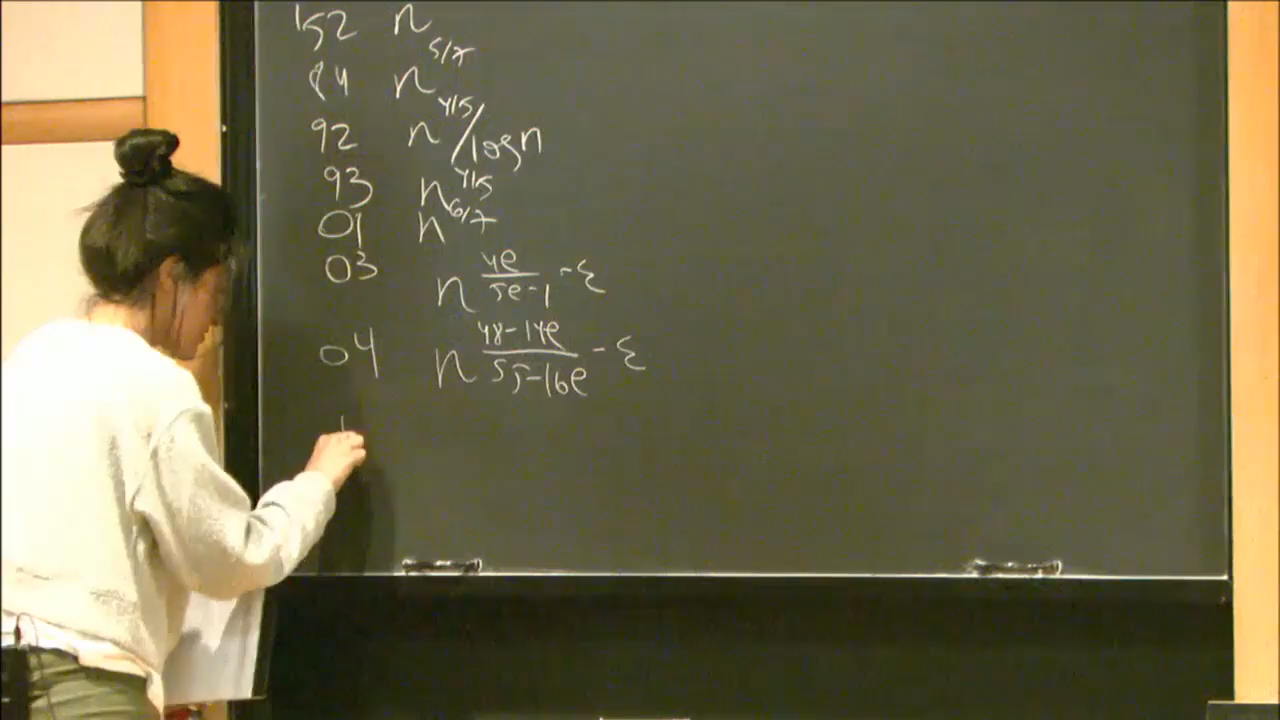 '52 n
84 n^5/7
92 n^4/5/logn
93 n^4/5
01 n^6/7
03 n^(4e/(5e-1) - ε)
04 n^((48-14e)/(55-16e) - ε)